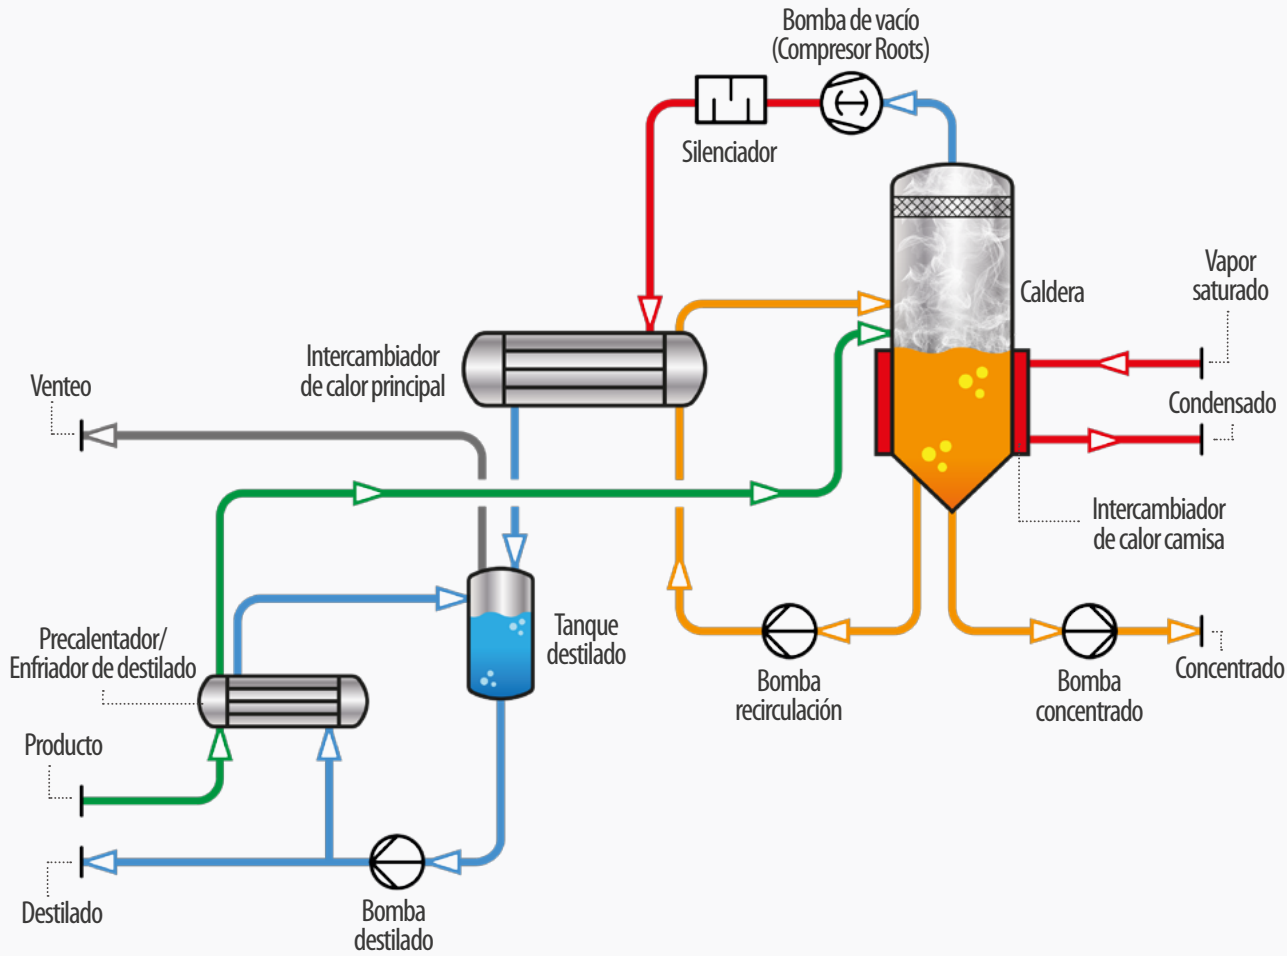 Bomba de vacío
(Compresor Roots)
Silenciador
Caldera
Vapor
saturado
Intercambiador
de calor principal
Venteo
Condensado
Intercambiador
de calor camisa
Precalentador/
Enfriador de destilado
Tanque
destilado
Bomba
recirculación
Bomba
concentrado
Concentrado
Producto
Destilado
Bomba
destilado